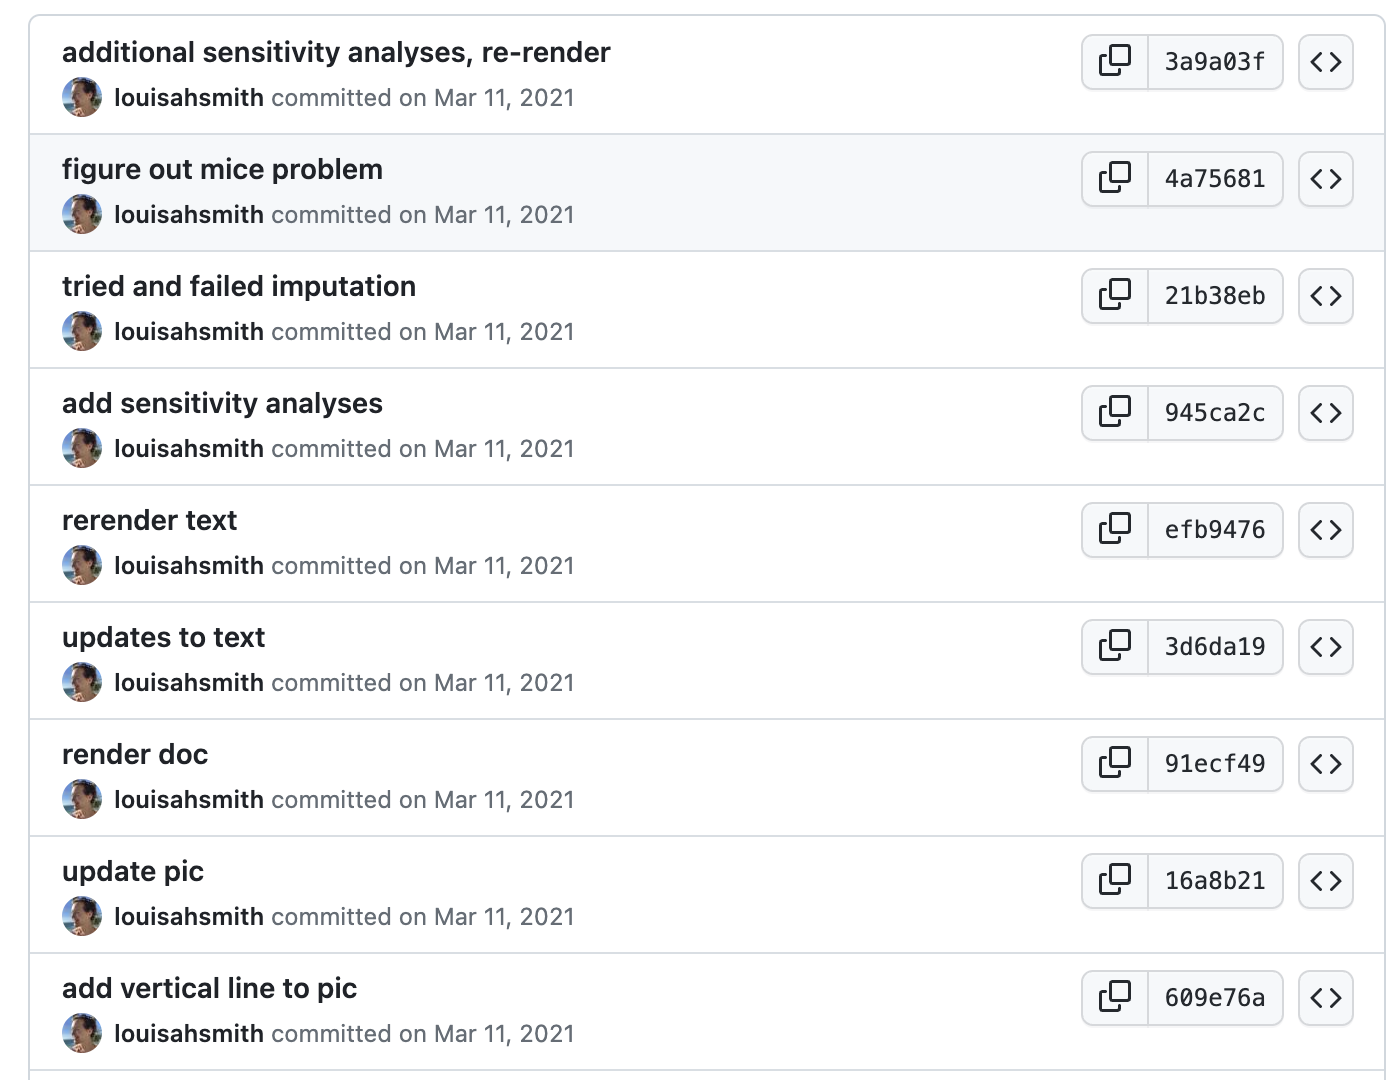 additional sensitivity analyses, re-render
3a9a03f
louisahsmith committed on Mar 11, 2021
figure out mice problem
4a75681
louisahsmith committed on Mar 11, 2021
tried and failed imputation
21b38eb
louisahsmith committed on Mar 11, 2021
add sensitivity analyses
945ca2c
louisahsmith committed on Mar 11, 2021
rerender text
efb9476
louisahsmith committed on Mar 11, 2021
updates to text
3d6da19
louisahsmith committed on Mar 11, 2021
render doc
91ecf49
louisahsmith committed on Mar 11, 2021
update pic
16a8b21
louisahsmith committed on Mar 11, 2021
add vertical line to pic
609e76a
louisahsmith committed on Mar 11, 2021